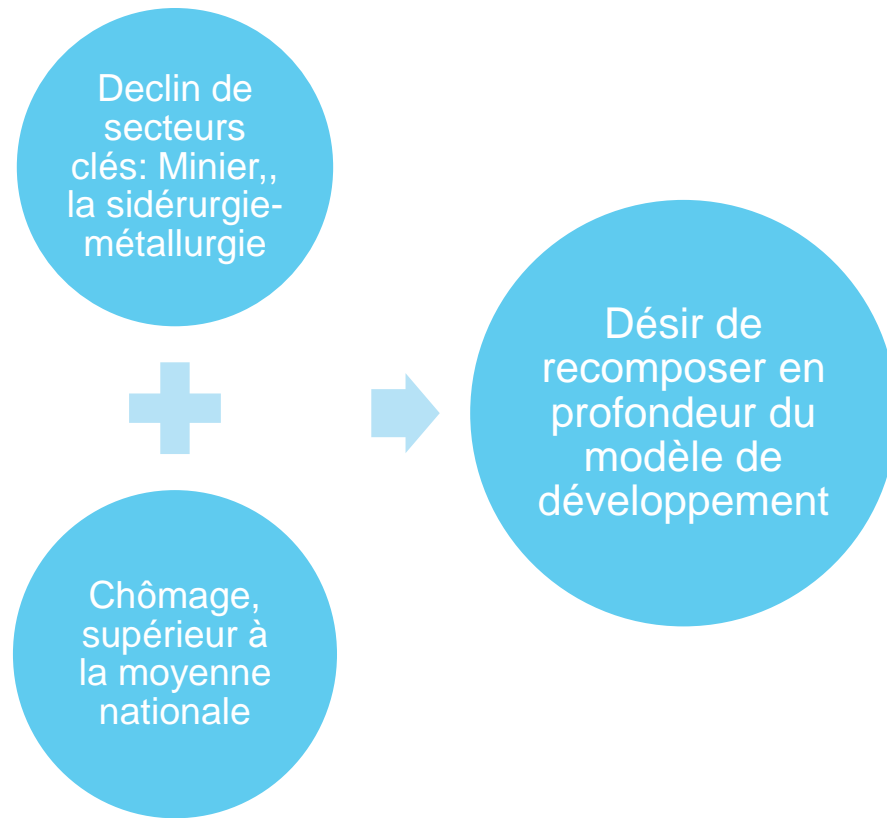 Declin de
secteurs
clés: Minier,,
la sidérurgie-
métallurgie
Chômage,
supérieur à
la moyenne
nationale
Désir de
recomposer en
profondeur du
modèle de
développement